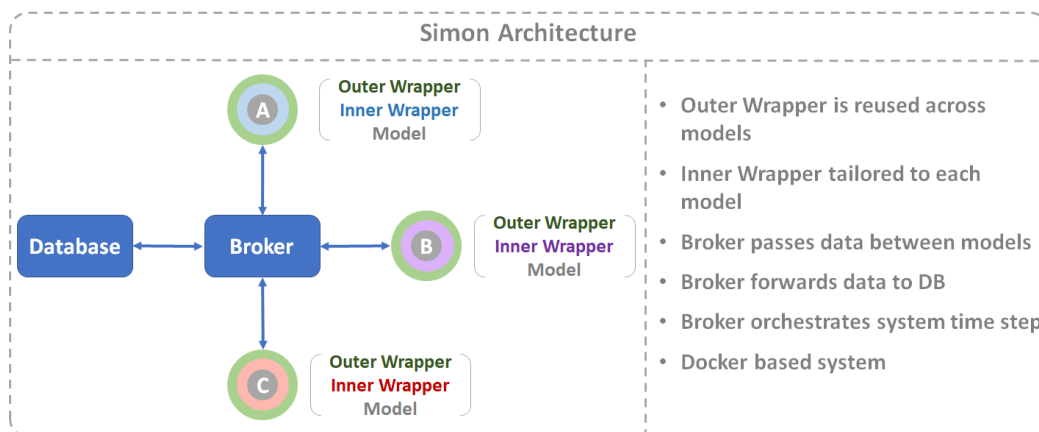 Simon Architecture
A
Outer Wrapper
Inner Wrapper
Model
Database
Broker
B
Outer Wrapper
Inner Wrapper
Model
C
Outer Wrapper
Inner Wrapper
Model
• Outer Wrapper is reused across
models
• Inner Wrapper tailored to each
model
• Broker passes data between models
• Broker forwards data to DB
• Broker orchestrates system time step
• Docker based system